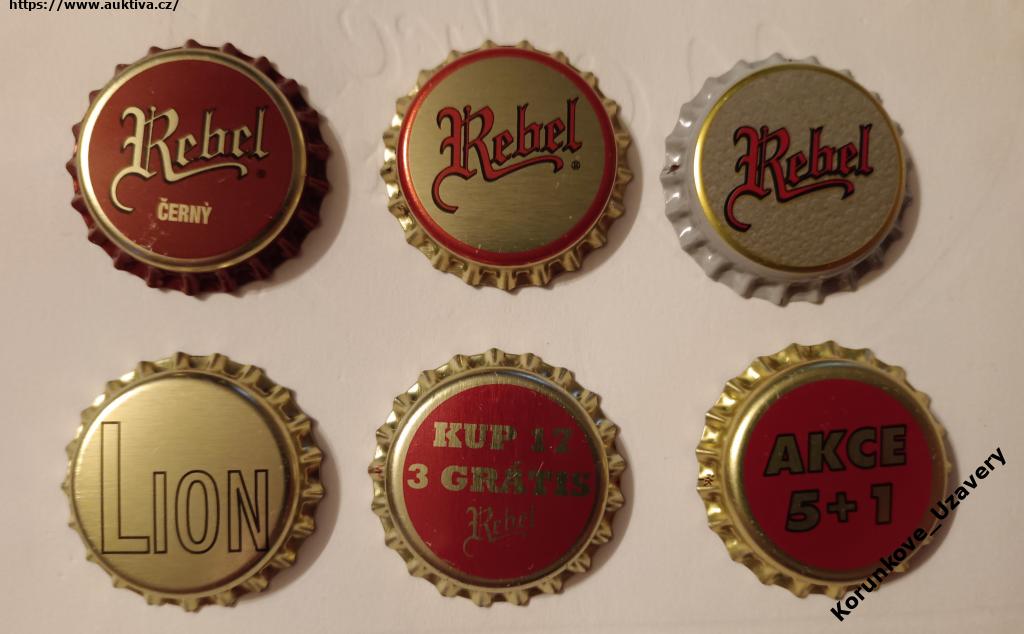 https://www.auktiva.cz/
Rebel
ČERNÝ
Rebel®
Rebel
LION
KUP 17
3 GRÁTIS
Rebel
AKCE
5+1
Korunkove_Uzavery